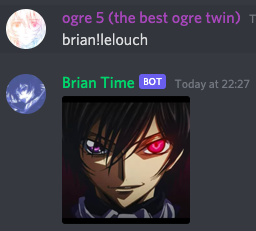 ogre 5 (the best ogre twin) T
brian!lelouch
Brian Time BOT Today at 22:27